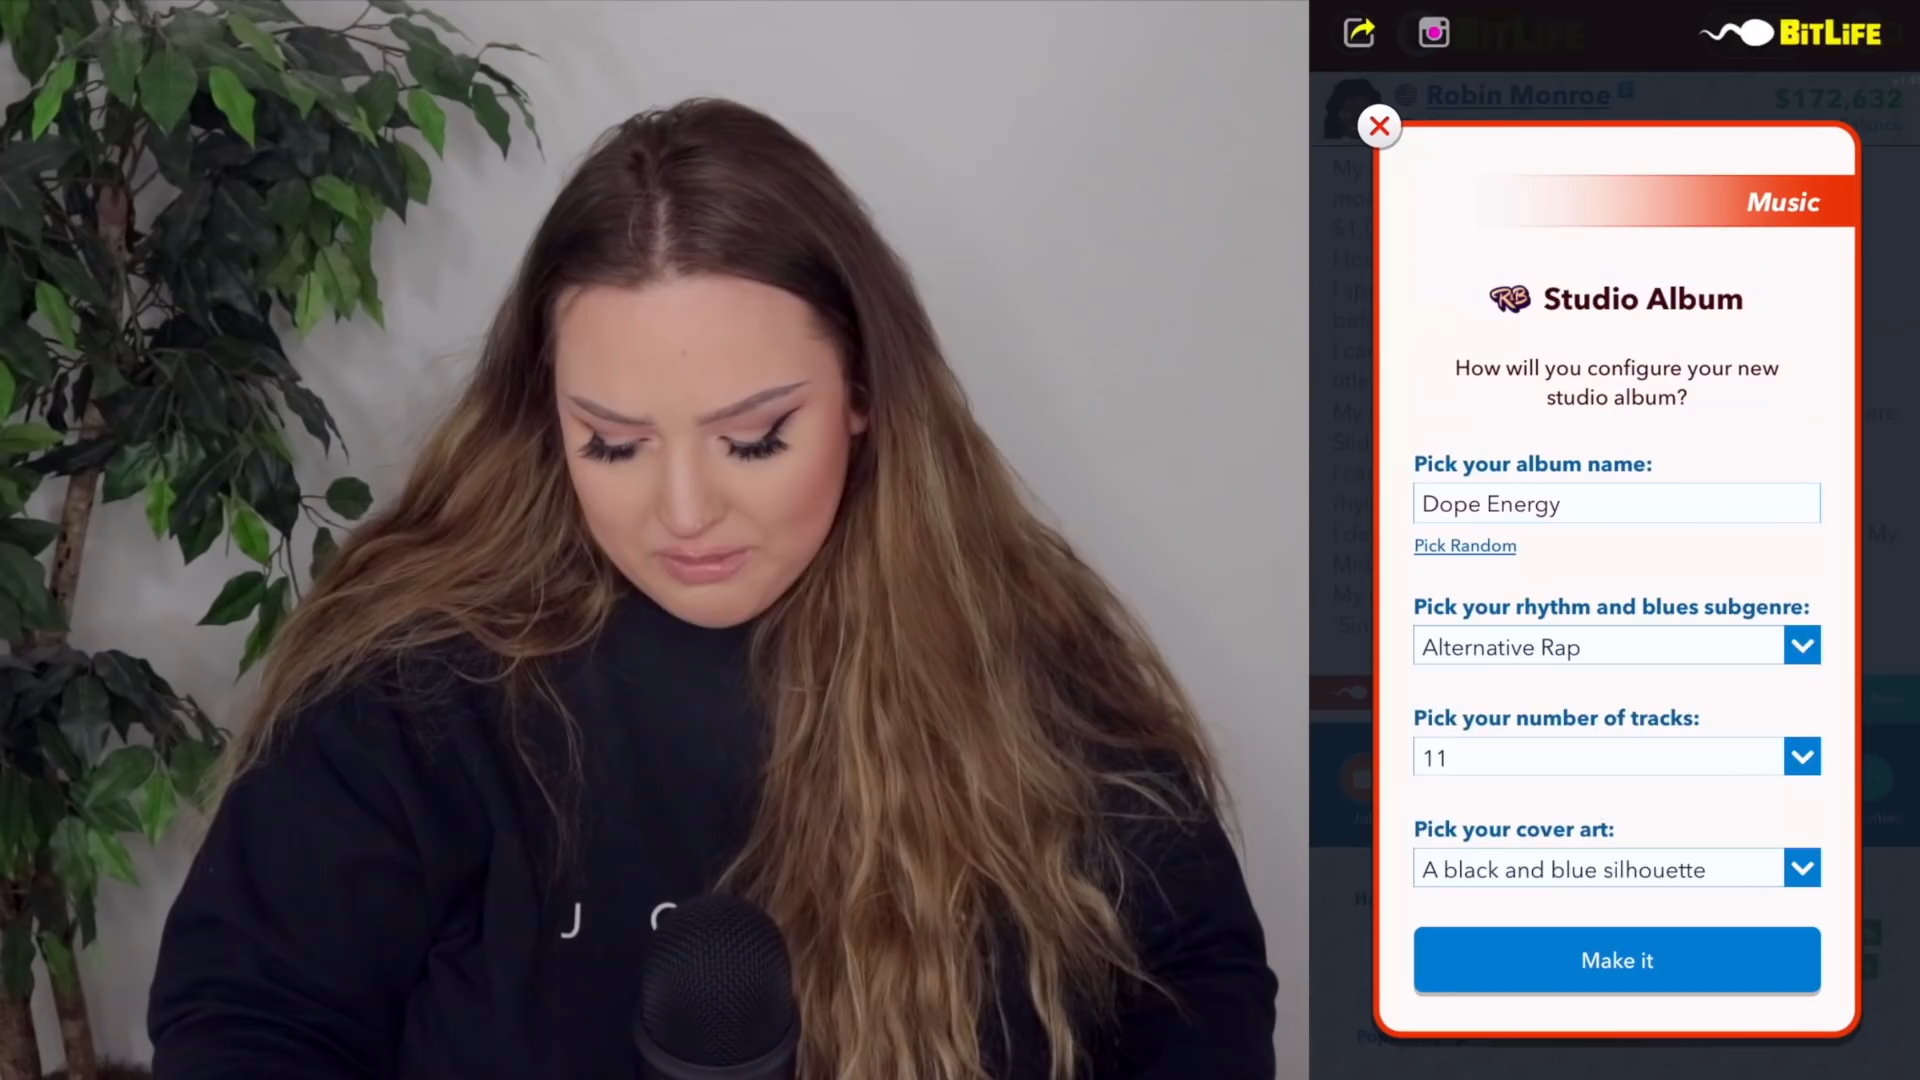 BITLIFE
Robin Monroe
$172,632
Music
R&B Studio Album
How will you configure your new
studio album?
Pick your album name:
Dope Energy
Pick Random
Pick your rhythm and blues subgenre:
Alternative Rap
Pick your number of tracks:
11
Pick your cover art:
A black and blue silhouette
Make it
J